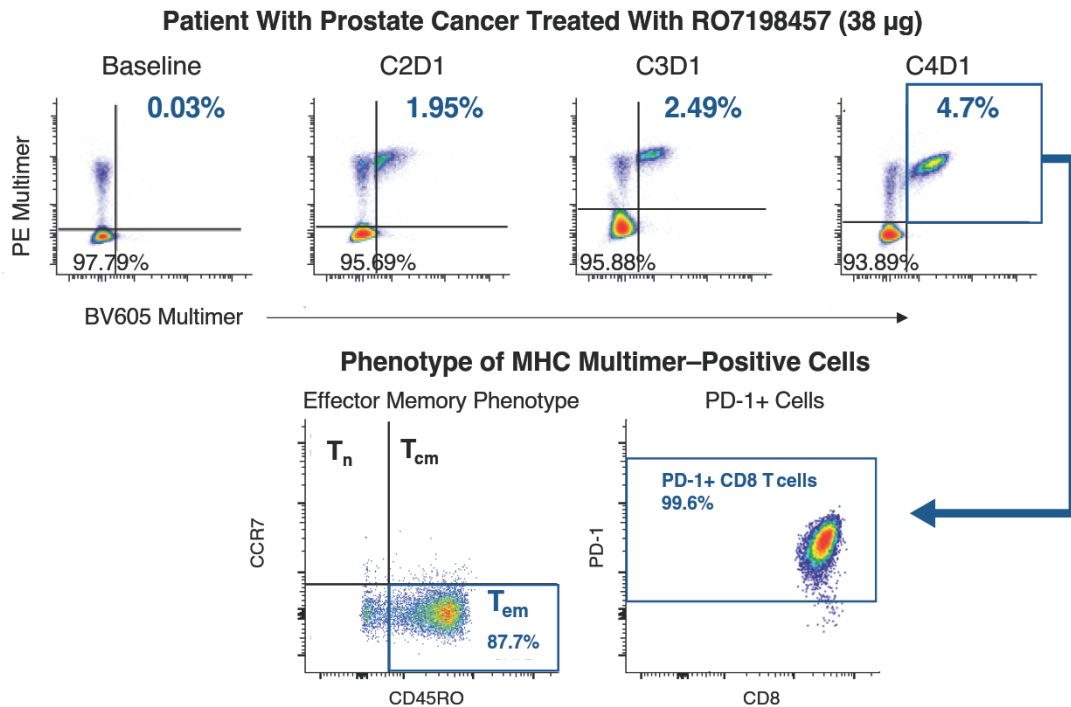 Patient With Prostate Cancer Treated With RO7198457 (38 µg)
Baseline
C2D1
C3D1
C4D1
0.03%
1.95%
2.49%
4.7%
PE Multimer
97.79%
95.69%
95.88%
93.89%
BV605 Multimer
Phenotype of MHC Multimer–Positive Cells
Effector Memory Phenotype
PD-1+ Cells
Tn
Tcm
PD-1+ CD8 T cells
99.6%
CCR7
PD-1
Tem
87.7%
CD45RO
CD8